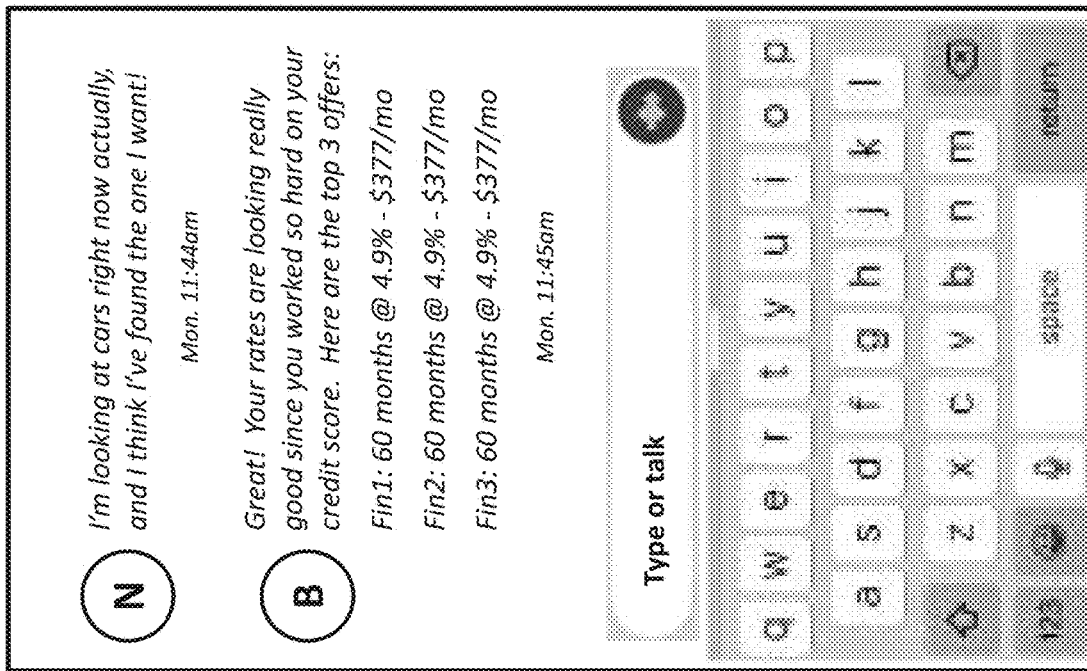 N
I'm looking at cars right now actually,
and I think I've found the one I want!
Mon. 11:44am
B
Great! Your rates are looking really
good since you worked so hard on your
credit score. Here are the top 3 offers:
Fin1: 60 months @ 4.9% - $377/mo
Fin2: 60 months @ 4.9% - $377/mo
Fin3: 60 months @ 4.9% - $377/mo
Mon. 11:45am
Type or talk
q w e r t y u i o p
a s d f g h j k l
z x c v b n m
123 space return